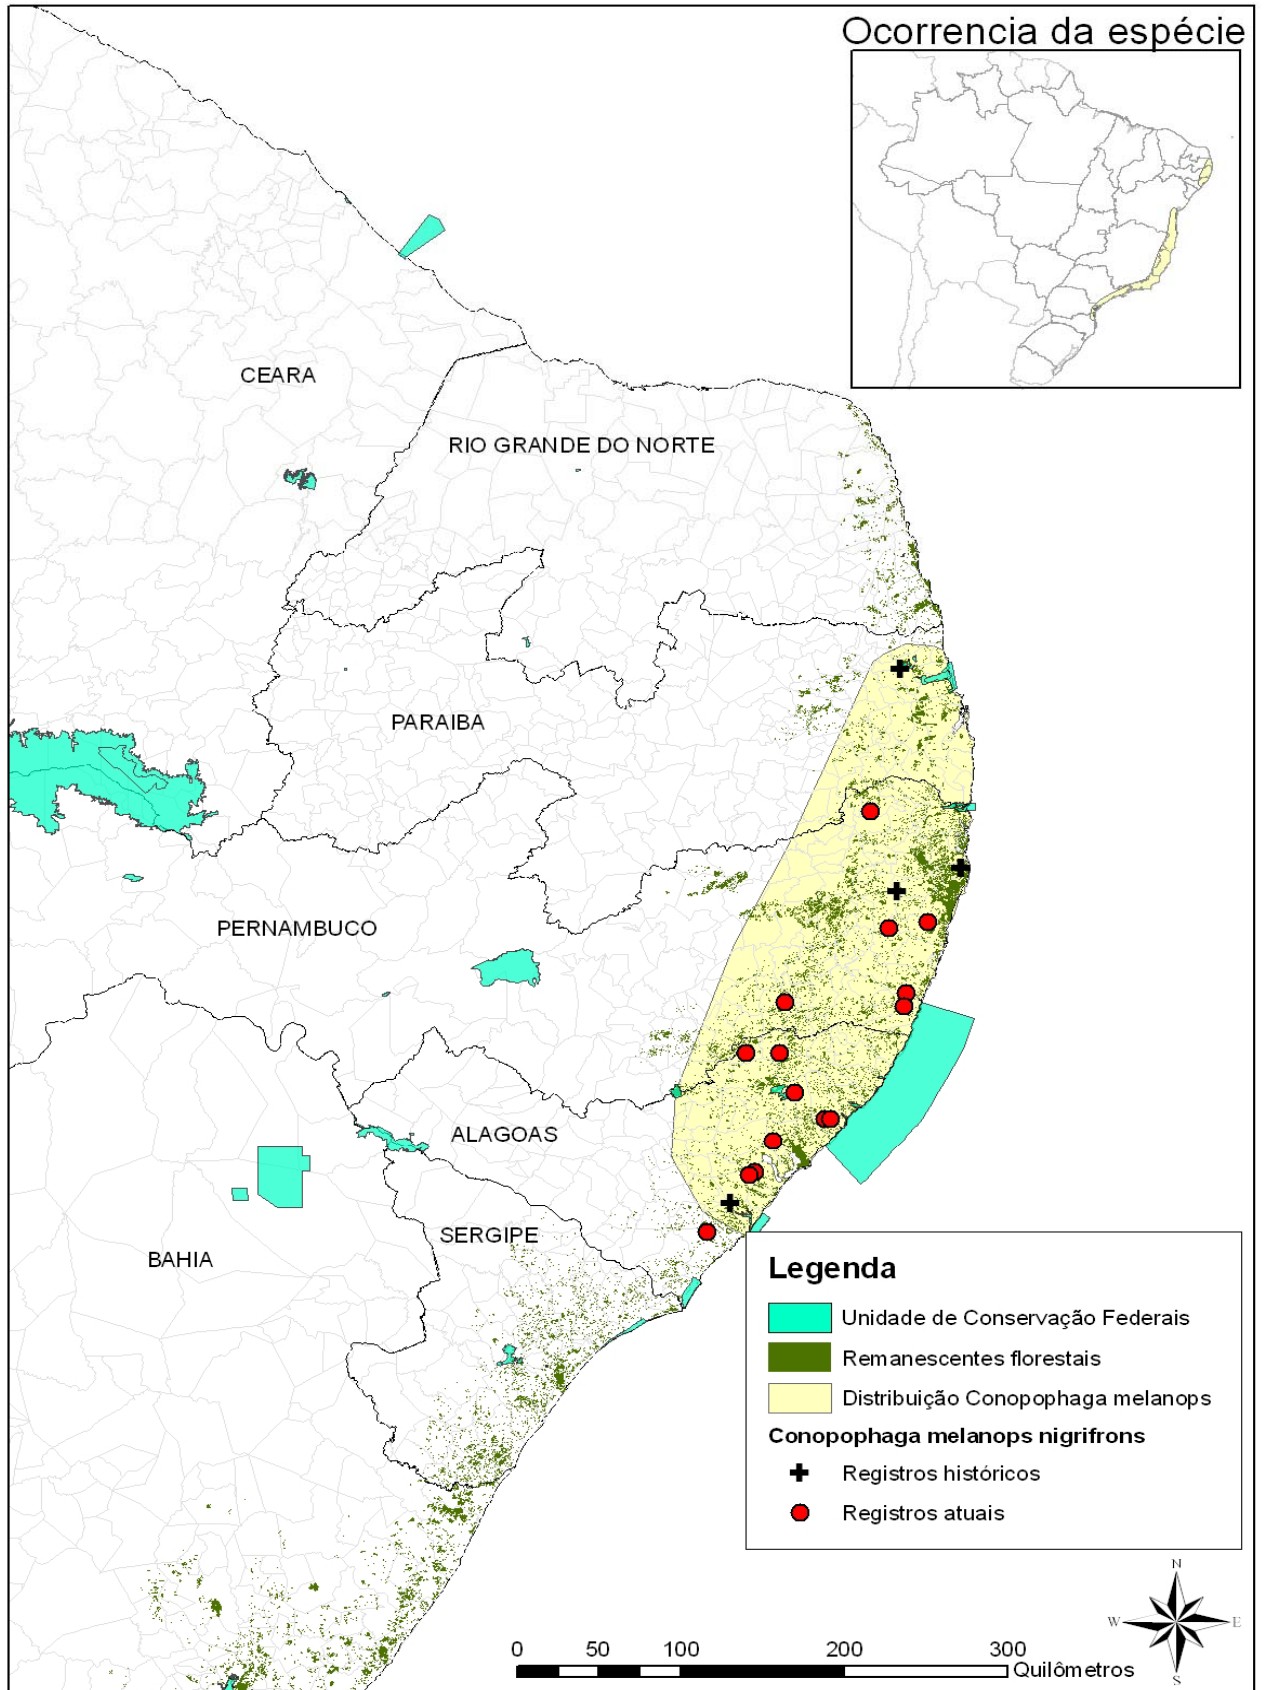 Ocorrencia da espécie
CEARA
RIO GRANDE DO NORTE
PARAIBA
PERNAMBUCO
ALAGOAS
SERGIPE
BAHIA
Legenda
Unidade de Conservação Federais
Remanescentes florestais
Distribuição Conopophaga melanops
Conopophaga melanops nigrifrons
Registros históricos
Registros atuais
N
W E
S
0 50 100 200 300
Quilômetros